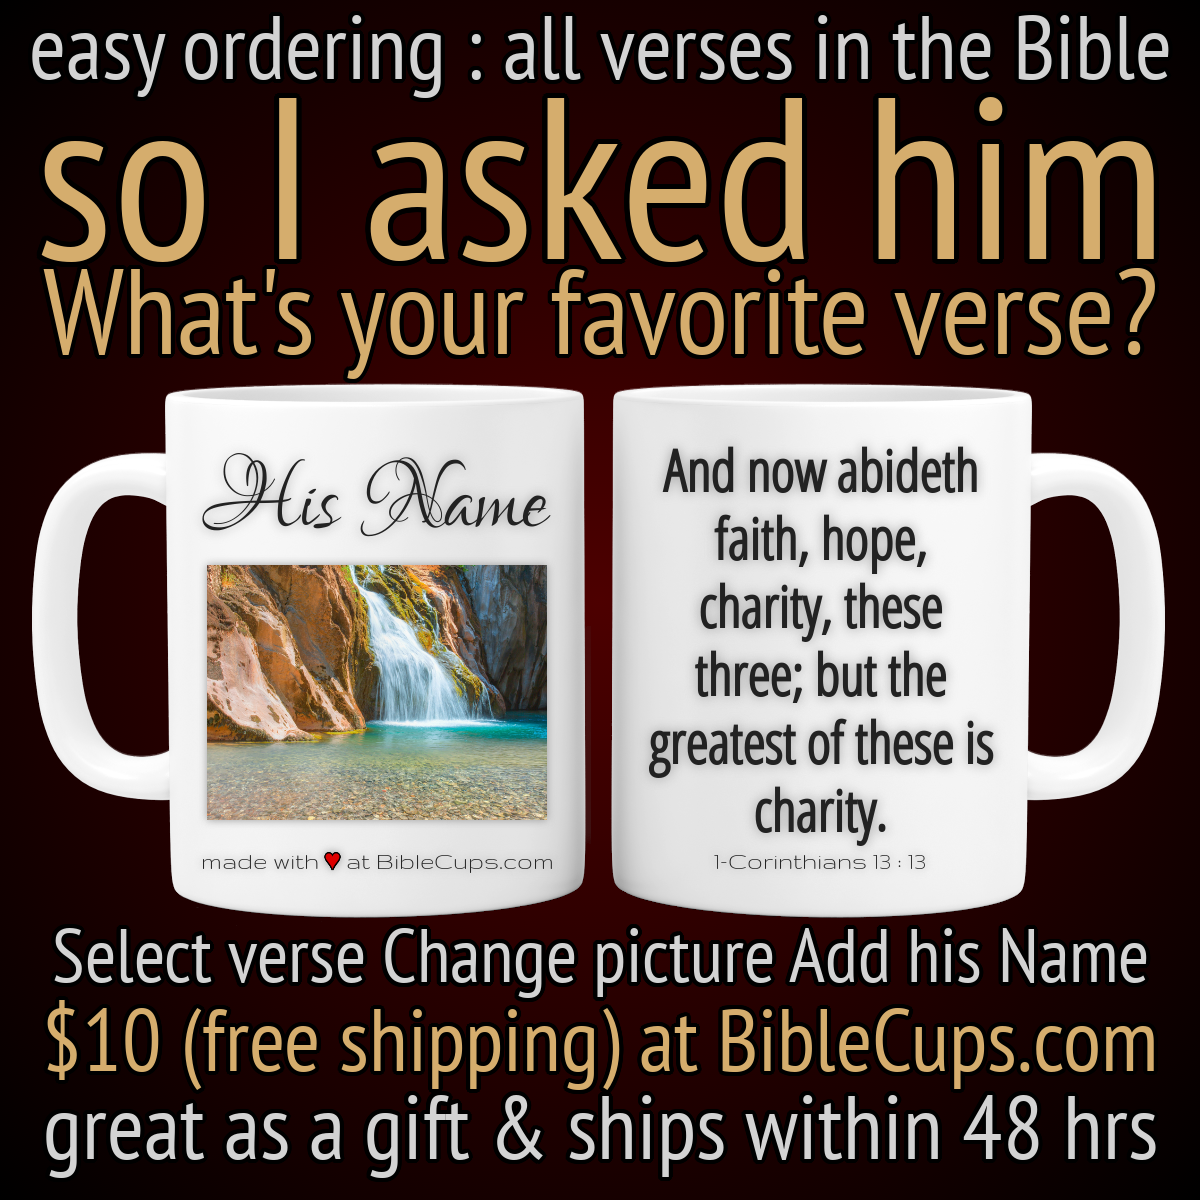 easy ordering : all verses in the Bible
so I asked him
What's your favorite verse?
His Name
made with ♥ at BibleCups.com
And now abideth
faith, hope,
charity, these
three; but the
greatest of these is
charity.
1-Corinthians 13 : 13
Select verse Change picture Add his Name
$10 (free shipping) at BibleCups.com
great as a gift & ships within 48 hrs